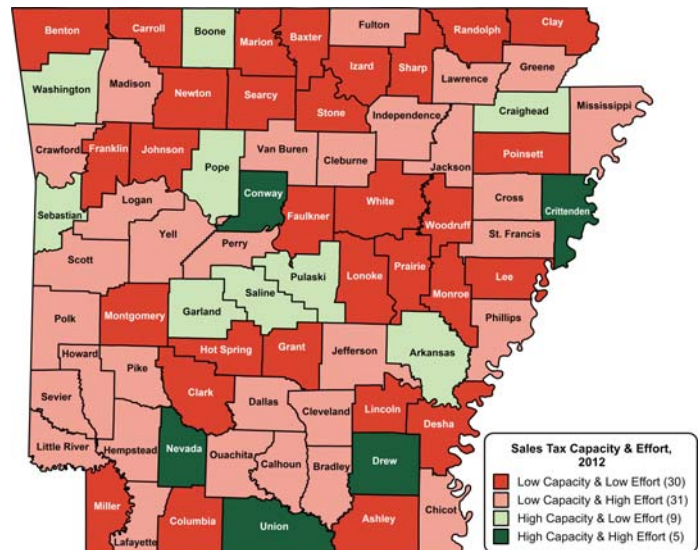 Benton
Carroll
Boone
Marion
Baxter
Fulton
Randolph
Clay
Washington
Madison
Newton
Searcy
Stone
Izard
Sharp
Lawrence
Greene
Independence
Craighead
Mississippi
Crawford
Franklin
Johnson
Pope
Van Buren
Cleburne
Jackson
Poinsett
Sebastian
Logan
Conway
Faulkner
White
Woodruff
Cross
Crittenden
St. Francis
Scott
Yell
Perry
Pulaski
Saline
Garland
Lonoke
Prairie
Monroe
Lee
Phillips
Polk
Montgomery
Hot Spring
Grant
Jefferson
Arkansas
Howard
Pike
Clark
Dallas
Cleveland
Lincoln
Desha
Sevier
Little River
Hempstead
Nevada
Ouachita
Calhoun
Bradley
Drew
Chicot
Miller
Lafayette
Columbia
Union
Ashley
Sales Tax Capacity & Effort,
2012
Low Capacity & Low Effort (30)
Low Capacity & High Effort (31)
High Capacity & Low Effort (9)
High Capacity & High Effort (5)